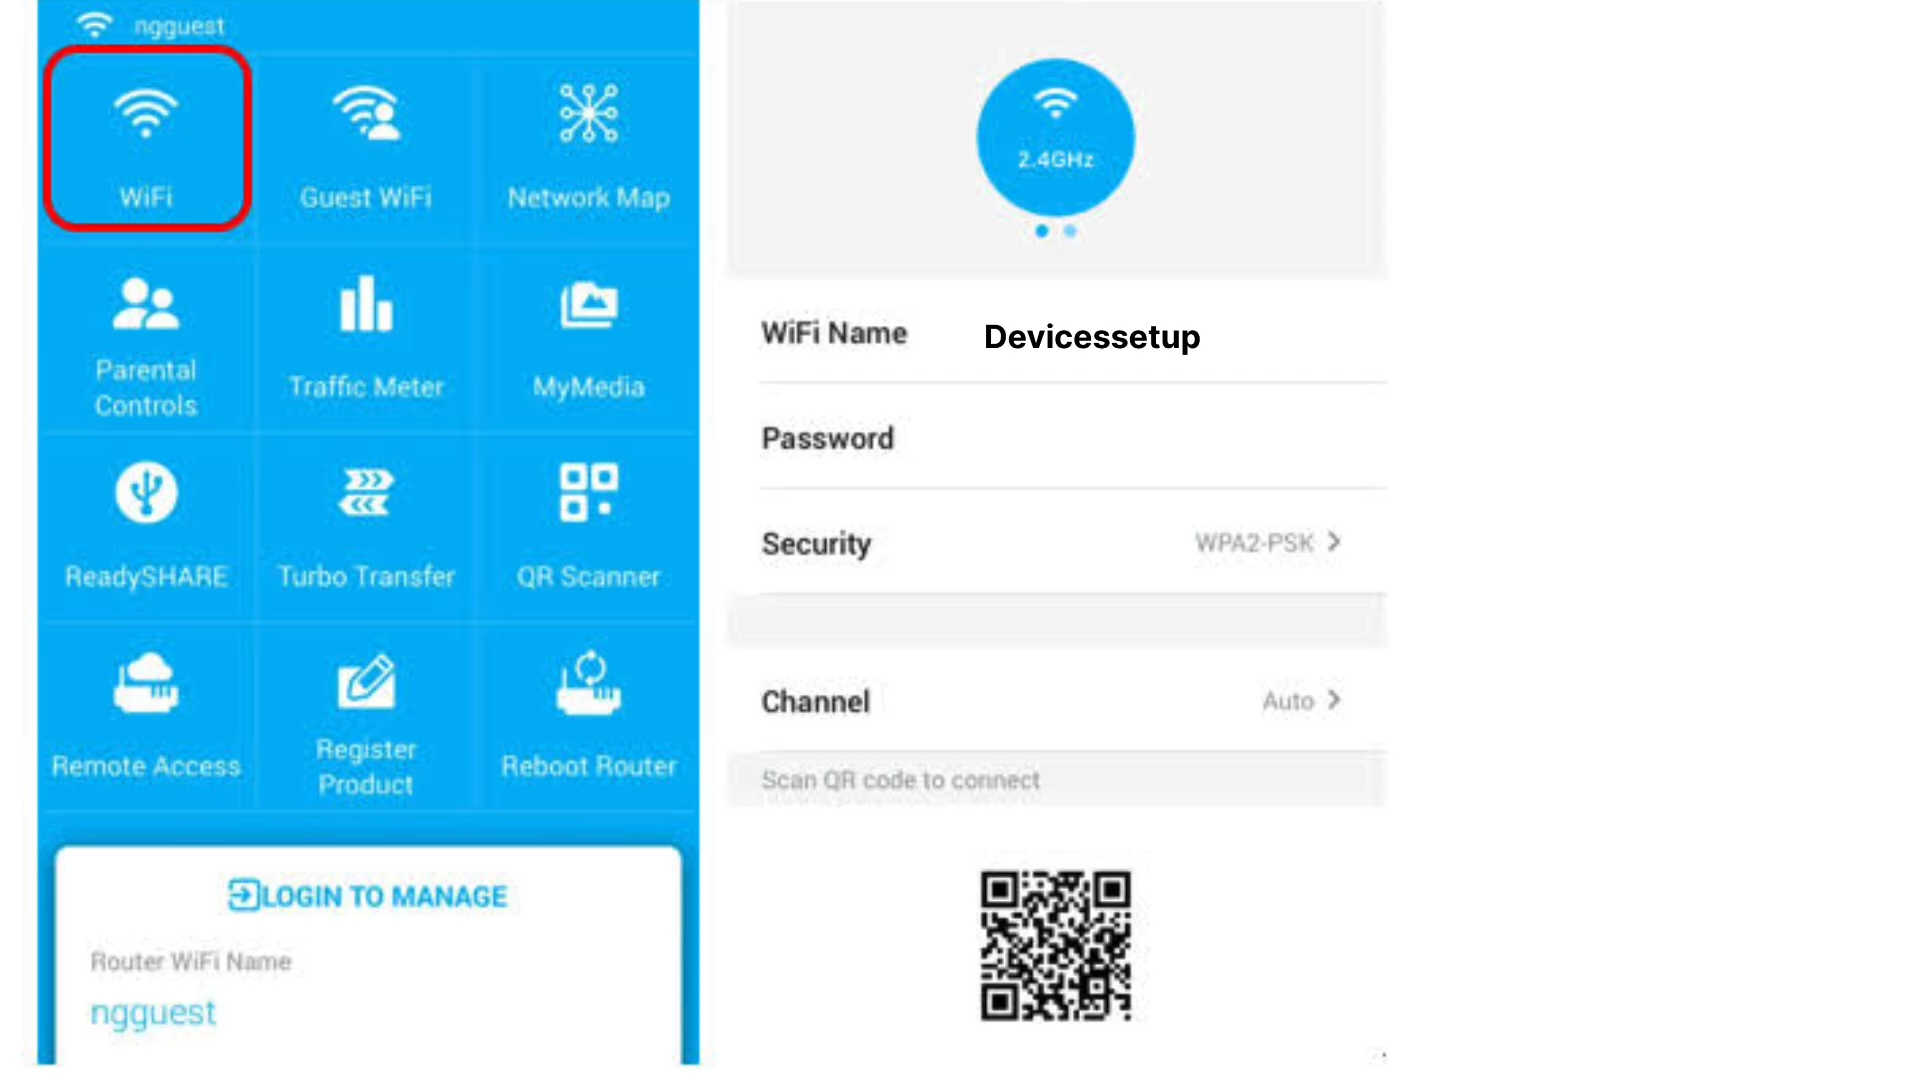 ngguest
WiFi
Guest WiFi
Network Map
Parental
Controls
Traffic Meter
MyMedia
ReadySHARE
Turbo Transfer
QR Scanner
Remote Access
Register
Product
Reboot Router
LOGIN TO MANAGE
Router WiFi Name
ngguest
2.4GHz
WiFi Name Devicessetup
Password
Security WPA2-PSK
Channel Auto
Scan QR code to connect